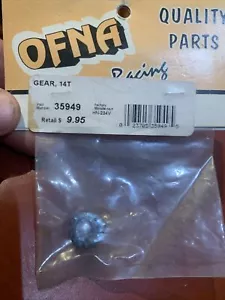 OFNA
QUALITY
PARTS
Racing
GEAR, 14T
35949
Retail $ 9.95